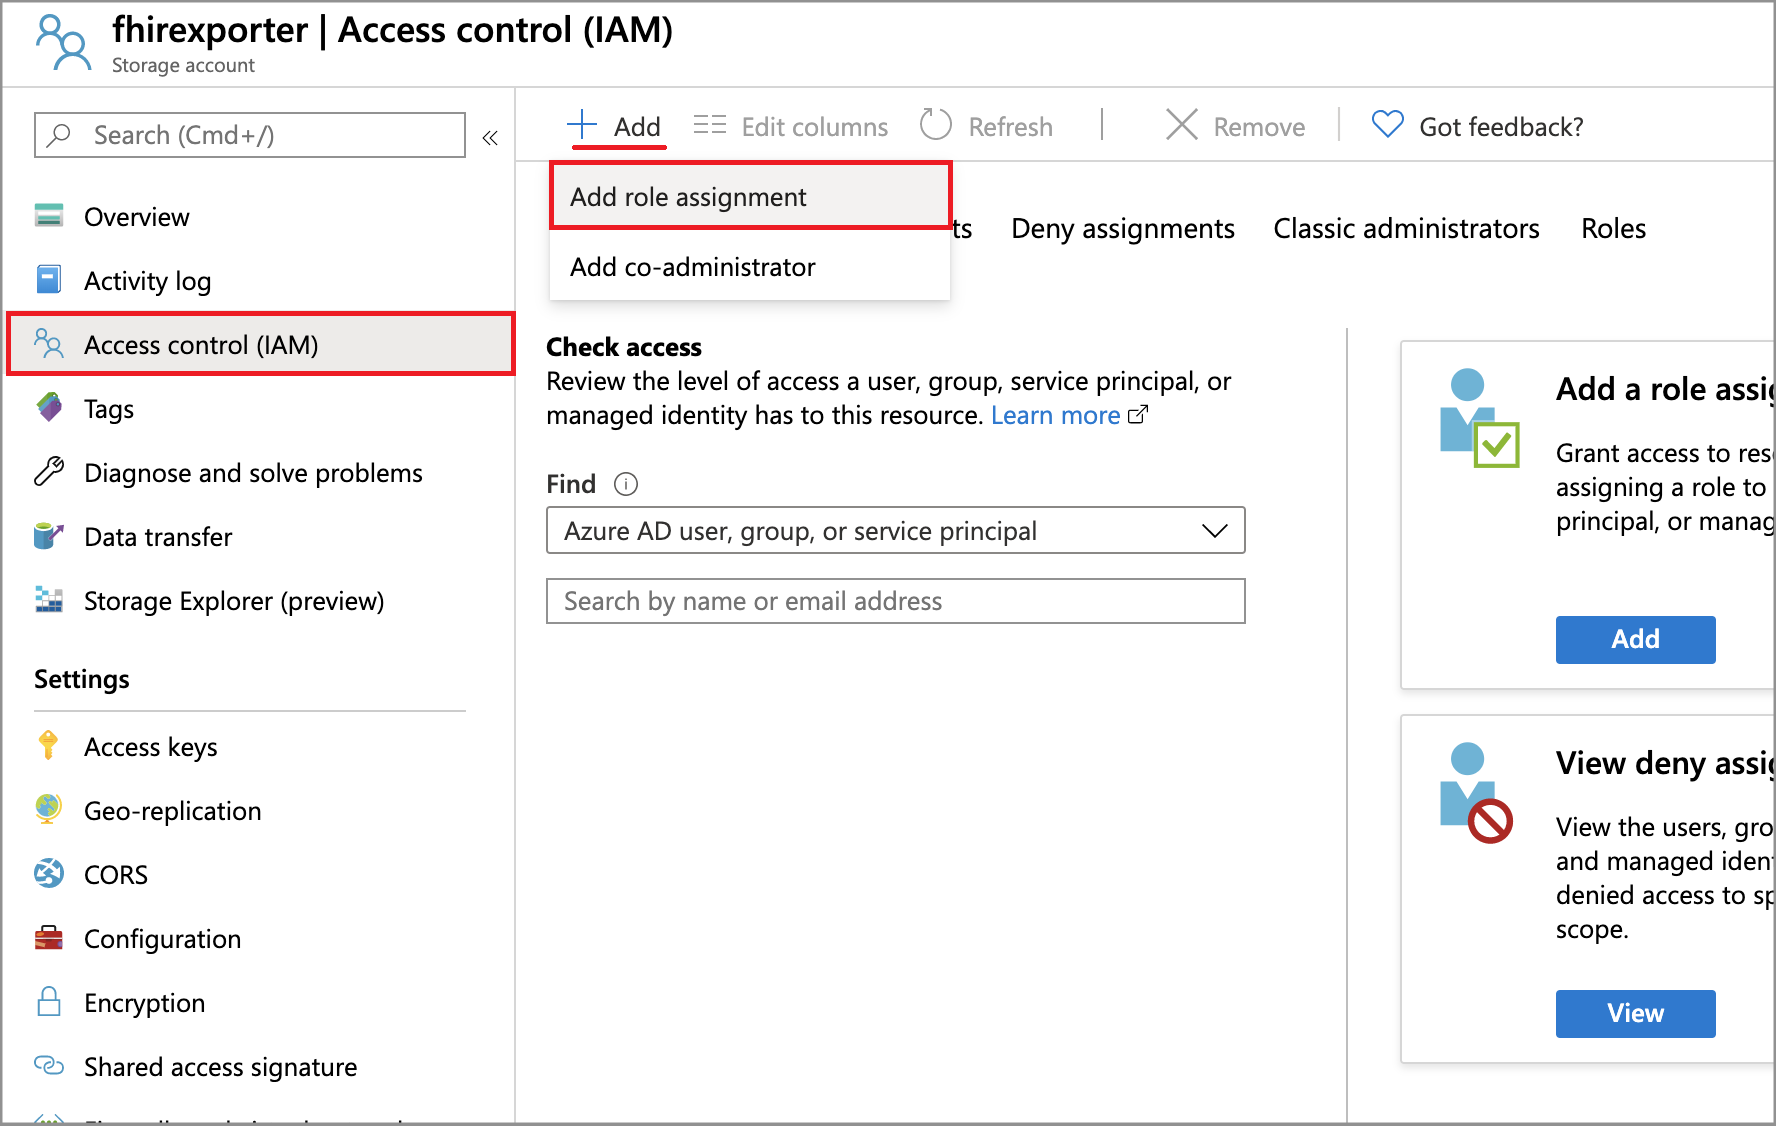 fhirexporter | Access control (IAM)
Storage account
Search (Cmd+/)
«
Overview
Activity log
Access control (IAM)
Tags
Diagnose and solve problems
Data transfer
Storage Explorer (preview)
Settings
Access keys
Geo-replication
CORS
Configuration
Encryption
Shared access signature
Add
Edit columns
Refresh
Remove
Got feedback?
Add role assignment
Add co-administrator
ts
Deny assignments
Classic administrators
Roles
Check access
Review the level of access a user, group, service principal, or
managed identity has to this resource. Learn more
Find
Azure AD user, group, or service principal
Search by name or email address
Add a role assig
Grant access to res
assigning a role to
principal, or manag
Add
View deny assig
View the users, gro
and managed iden
denied access to sp
scope.
View